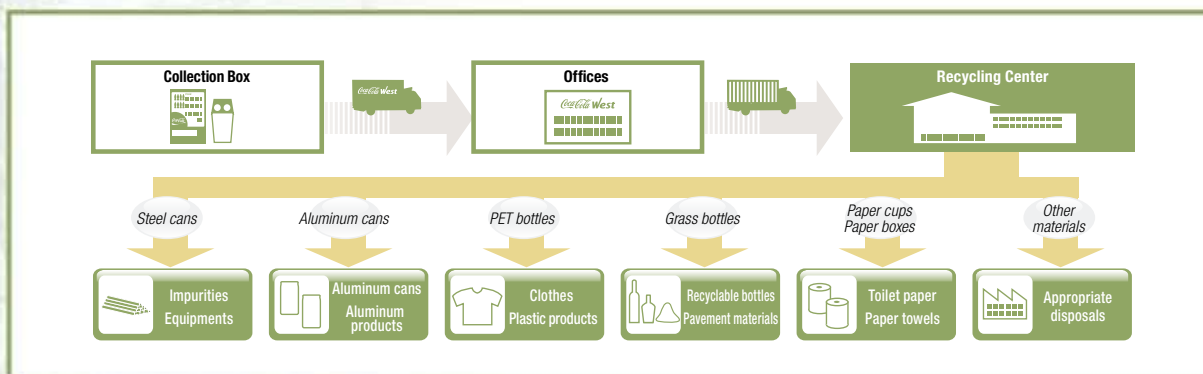 Collection Box
Coca-Cola West
Offices
Coca-Cola West
Recycling Center
Steel cans
Aluminum cans
PET bottles
Grass bottles
Paper cups
Paper boxes
Other
materials
Impurities
Equipments
Aluminum cans
Aluminum
products
Clothes
Plastic products
Recyclable bottles
Pavement materials
Toilet paper
Paper towels
Appropriate
disposals